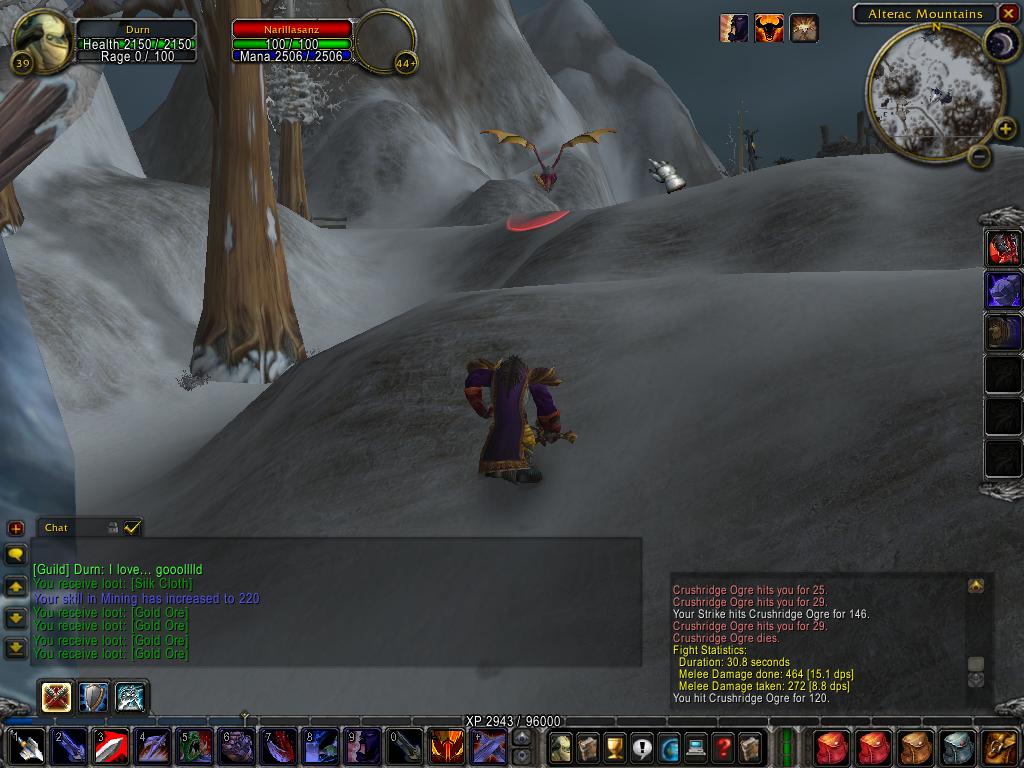 Durn
Health 2150 / 2150
Rage 0 / 100
39
Narillasanz
100 / 100
Mana 2506 / 2506
44+
Alterac Mountains
N
Chat
[Guild] Durn: I love... gooolllld
You receive loot: [Silk Cloth]
Your skill in Mining has increased to 220
You receive loot: [Gold Ore]
You receive loot: [Gold Ore]
You receive loot: [Gold Ore]
You receive loot: [Gold Ore]
Crushridge Ogre hits you for 25.
Crushridge Ogre hits you for 29.
Your Strike hits Crushridge Ogre for 146.
Crushridge Ogre hits you for 29.
Crushridge Ogre dies.
Fight Statistics:
Duration: 30.8 seconds
Melee Damage done: 464 [15.1 dps]
Melee Damage taken: 272 [8.8 dps]
You hit Crushridge Ogre for 120.
XP 2943 / 96000
1 2 3 4 5 6 7 8 9 0 - +